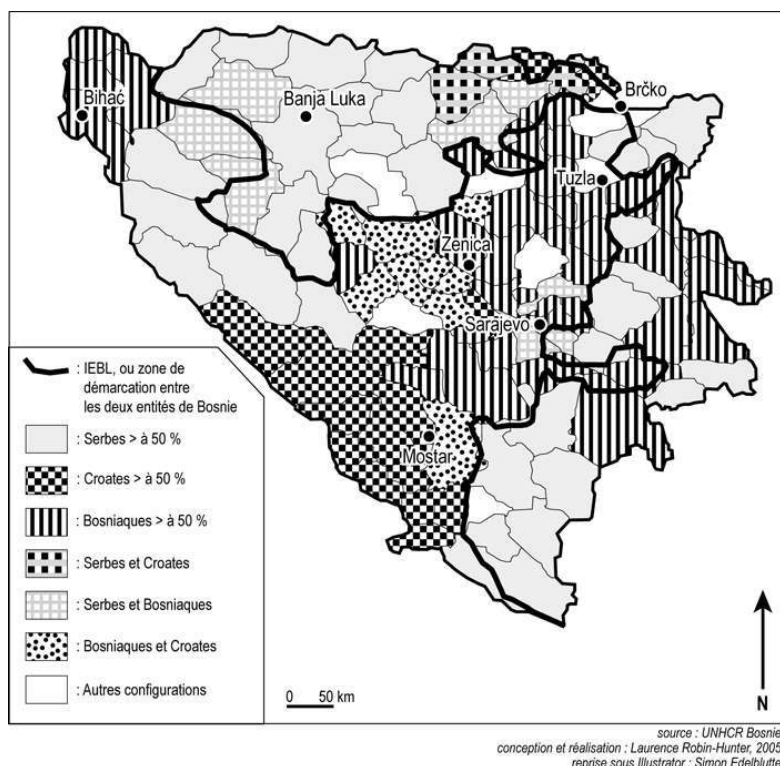 Bihać
Banja Luka
Brčko
Tuzla
Zenica
Sarajevo
Mostar
: IEBL, ou zone de
démarcation entre
les deux entités de Bosnie
: Serbes > à 50 %
: Croates > à 50 %
: Bosniaques > à 50 %
: Serbes et Croates
: Serbes et Bosniaques
: Bosniaques et Croates
: Autres configurations
0 50 km
N
source : UNHCR Bosnie
conception et réalisation : Laurence Robin-Hunter, 2005
reprise sous Illustrator : Simon Edelblutte